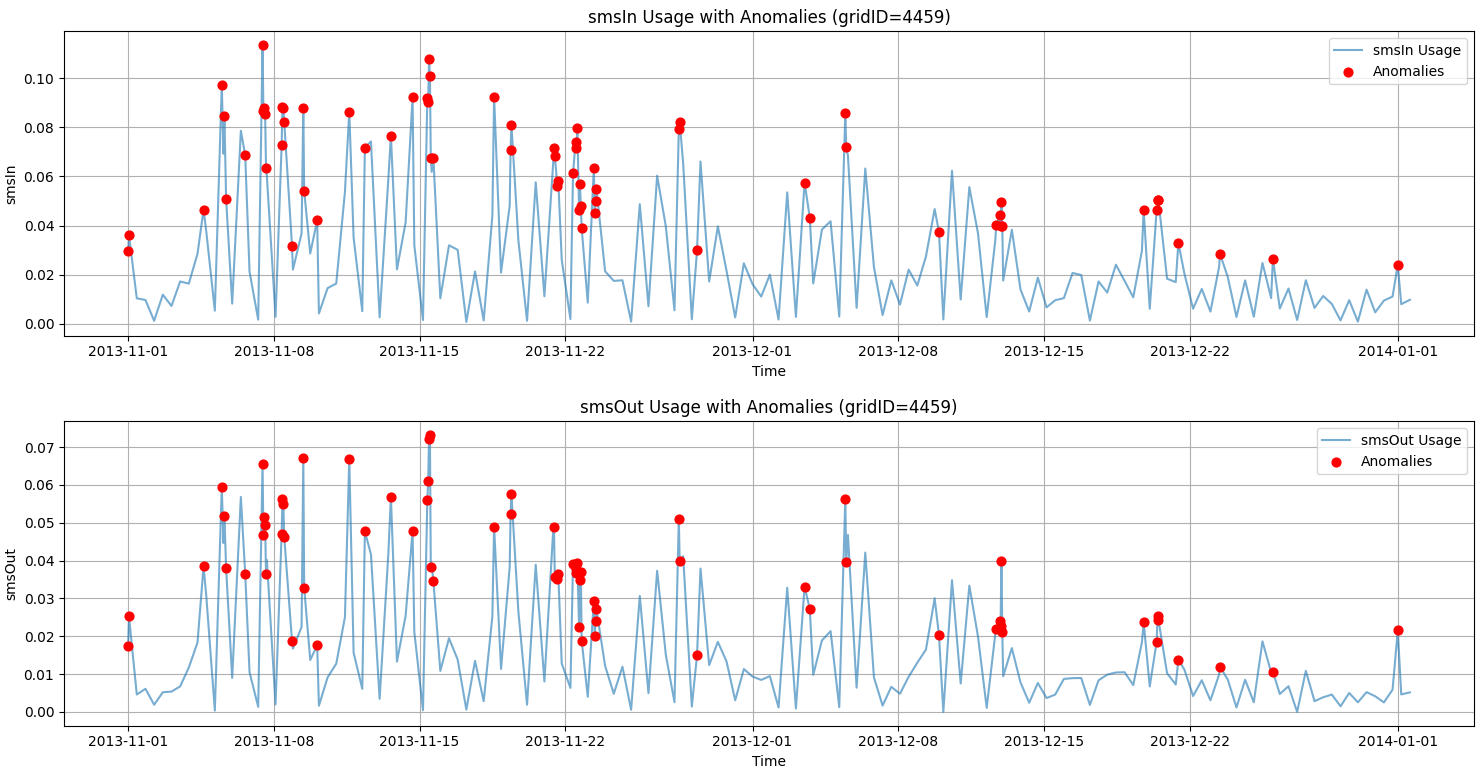 smsIn Usage with Anomalies (gridID=4459)
smsIn Usage
Anomalies
0.10
0.08
0.06
0.04
0.02
0.00
smsIn
2013-11-01 2013-11-08 2013-11-15 2013-11-22 2013-12-01 2013-12-08 2013-12-15 2013-12-22 2014-01-01
Time
smsOut Usage with Anomalies (gridID=4459)
smsOut Usage
Anomalies
0.07
0.06
0.05
0.04
0.03
0.02
0.01
0.00
smsOut
2013-11-01 2013-11-08 2013-11-15 2013-11-22 2013-12-01 2013-12-08 2013-12-15 2013-12-22 2014-01-01
Time